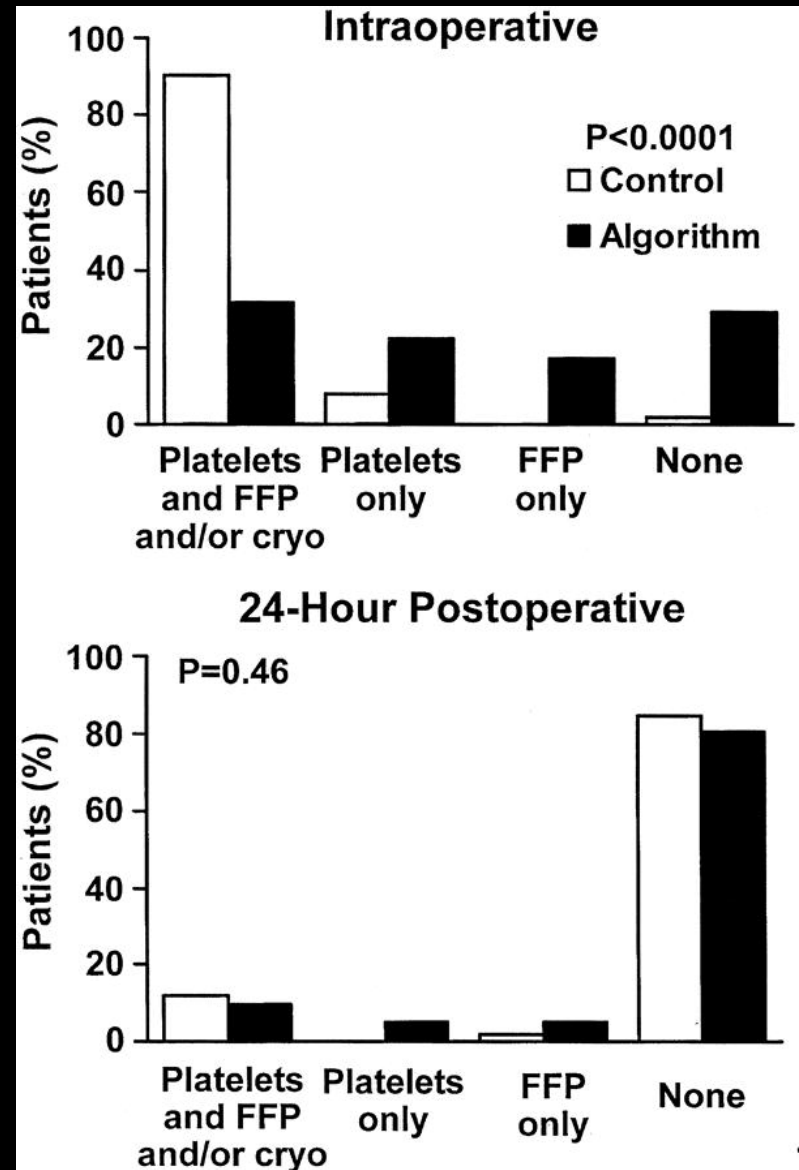 Intraoperative
100
80
60
40
20
0
Patients (%)
P<0.0001
Control
Algorithm
Platelets and FFP and/or cryo
Platelets only
FFP only
None
24-Hour Postoperative
100
80
60
40
20
0
Patients (%)
P=0.46
Platelets and FFP and/or cryo
Platelets only
FFP only
None